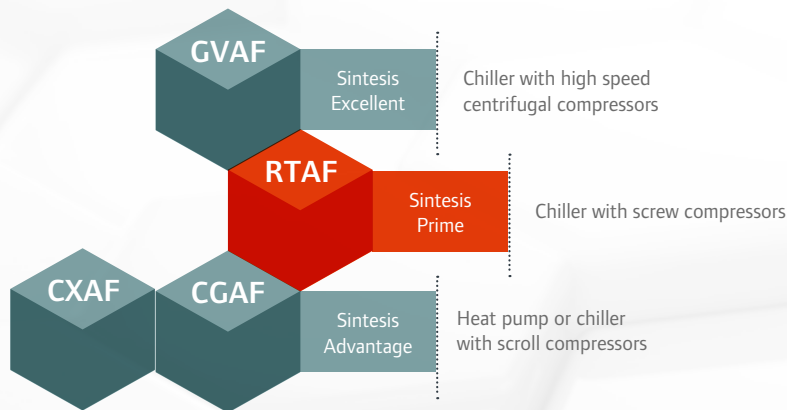 GVAF
Sintesis
Excellent
Chiller with high speed
centrifugal compressors
RTAF
Sintesis
Prime
Chiller with screw compressors
CXAF
CGAF
Sintesis
Advantage
Heat pump or chiller
with scroll compressors